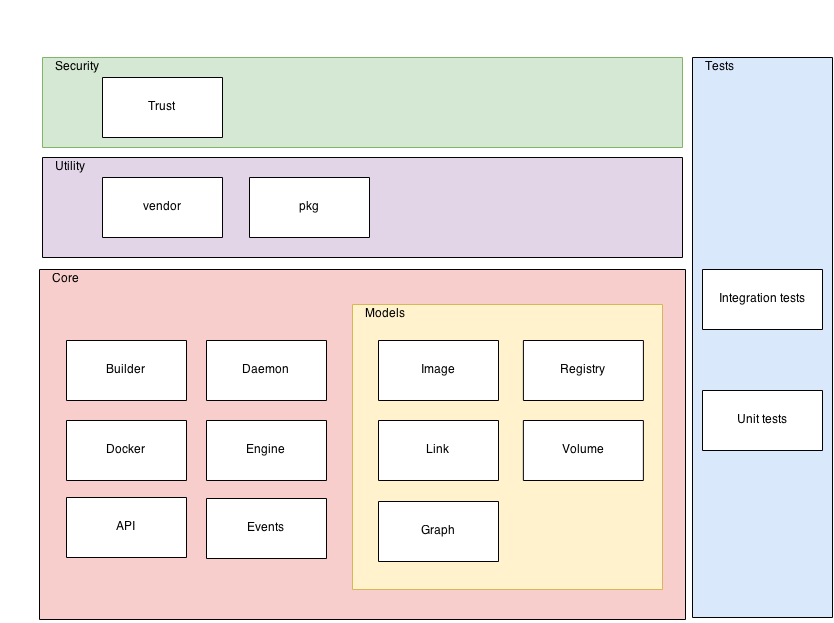 Security
Trust
Utility
vendor
pkg
Core
Builder
Daemon
Docker
Engine
API
Events
Models
Image
Registry
Link
Volume
Graph
Tests
Integration tests
Unit tests